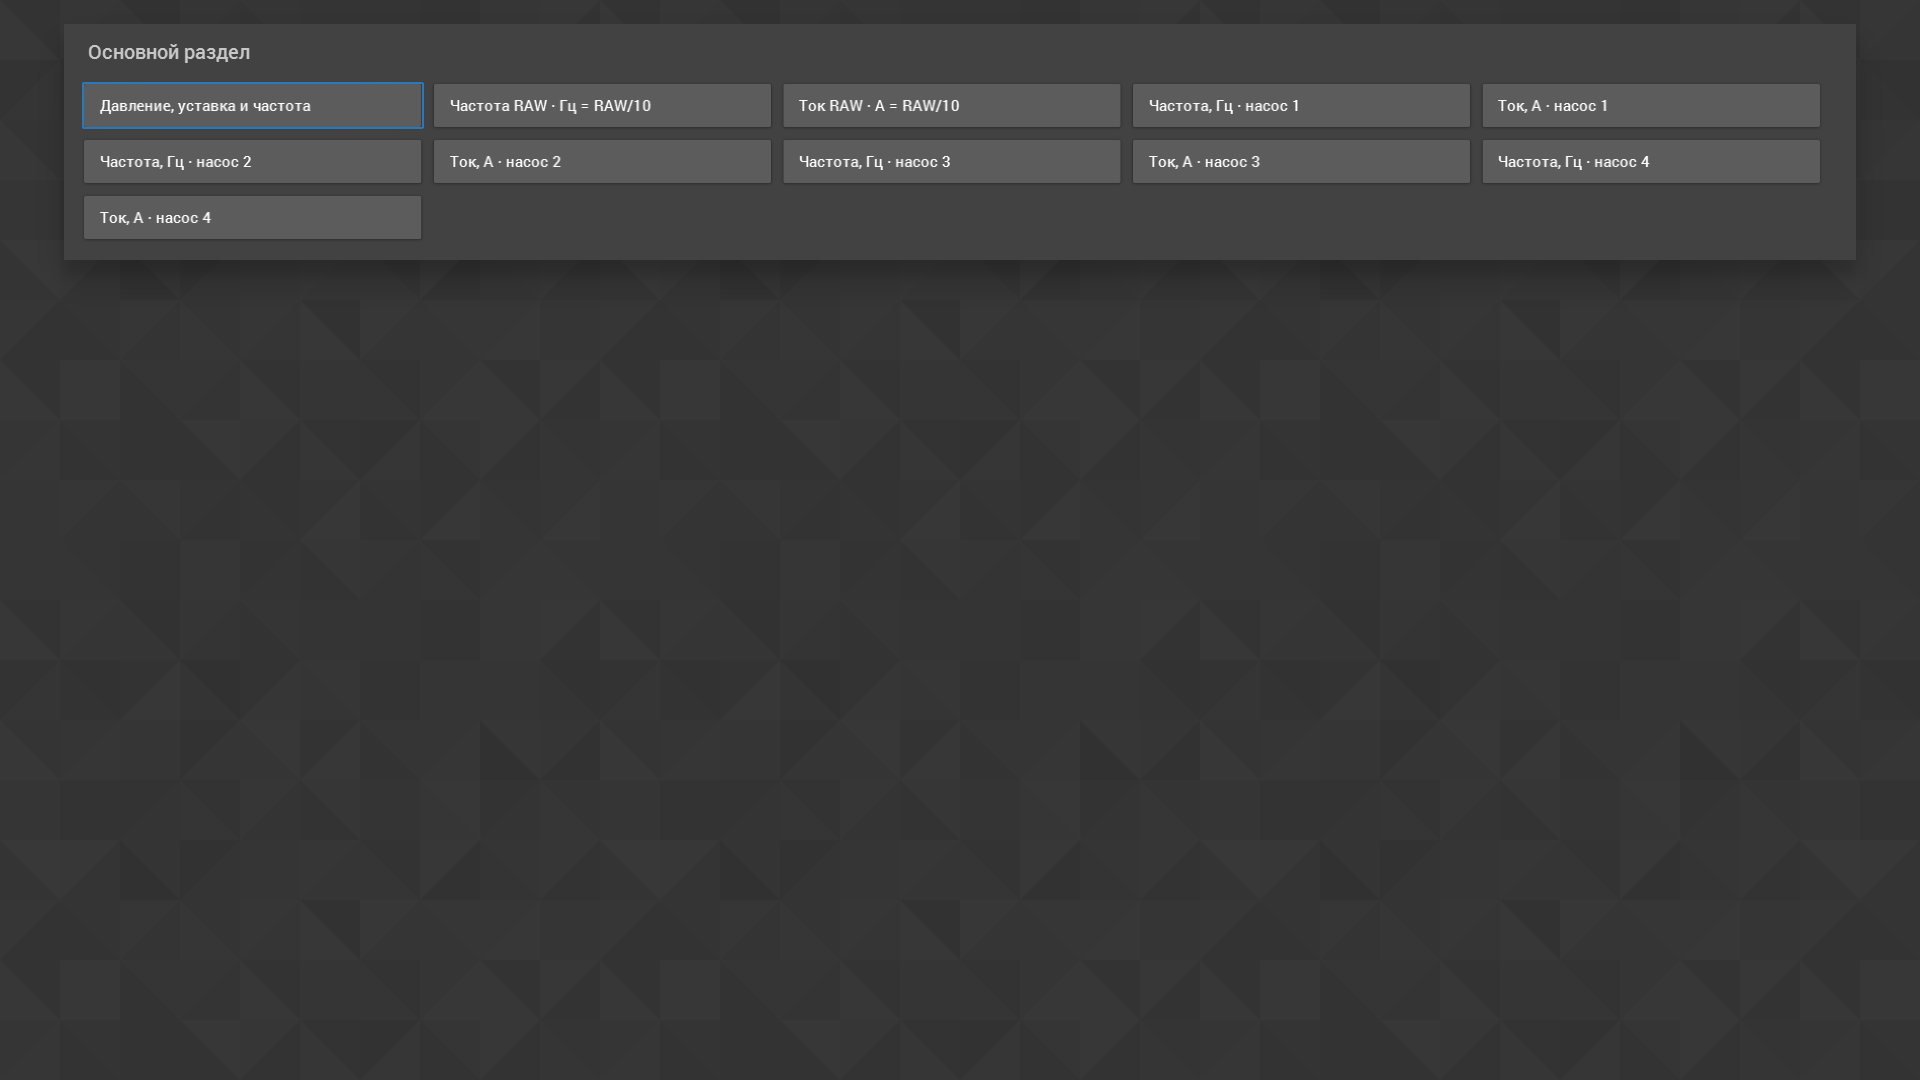 Основной раздел
Давление, уставка и частота
Частота RAW · Гц = RAW/10
Ток RAW · А = RAW/10
Частота, Гц · насос 1
Ток, А · насос 1
Частота, Гц · насос 2
Ток, А · насос 2
Частота, Гц · насос 3
Ток, А · насос 3
Частота, Гц · насос 4
Ток, А · насос 4